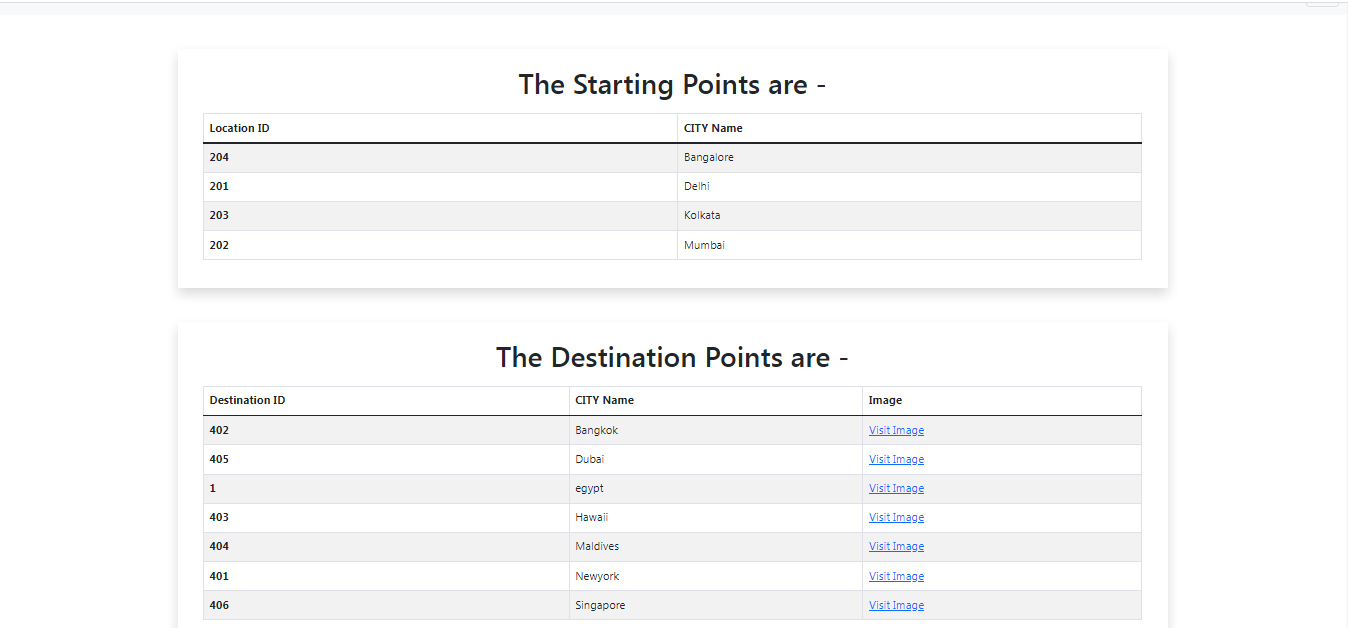 The Starting Points are -
Location ID CITY Name
204 Bangalore
201 Delhi
203 Kolkata
202 Mumbai
The Destination Points are -
Destination ID CITY Name Image
402 Bangkok Visit Image
405 Dubai Visit Image
1 egypt Visit Image
403 Hawaii Visit Image
404 Maldives Visit Image
401 Newyork Visit Image
406 Singapore Visit Image